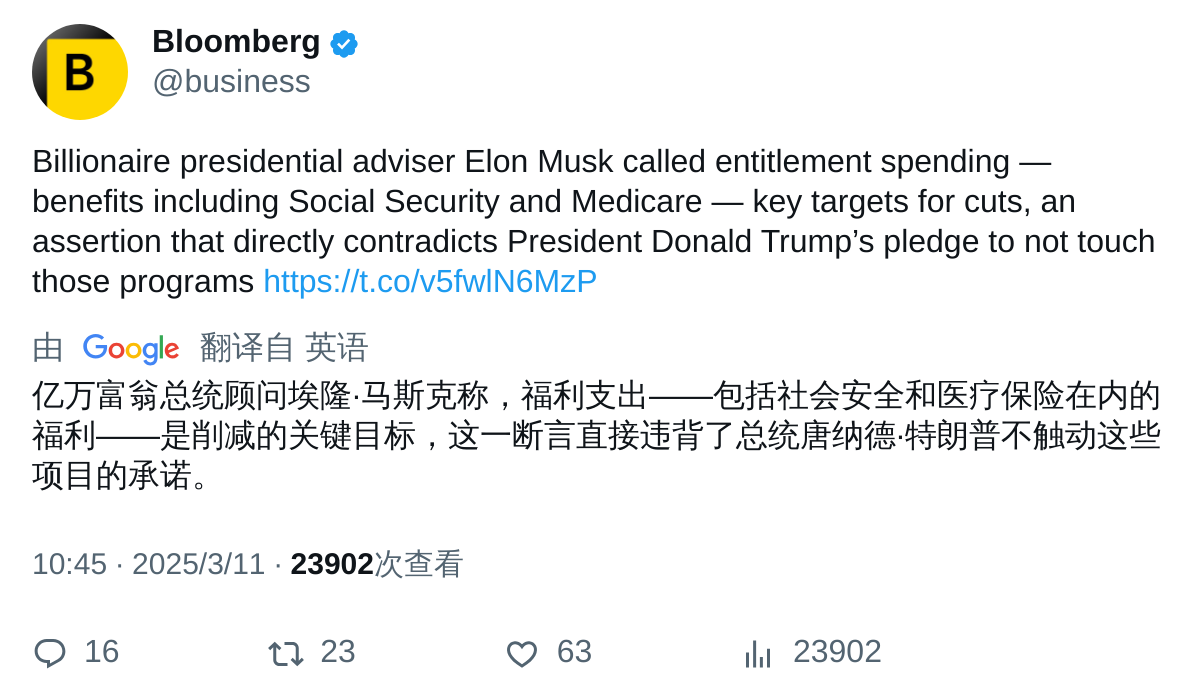 B
Bloomberg
@business
Billionaire presidential adviser Elon Musk called entitlement spending —
benefits including Social Security and Medicare — key targets for cuts, an
assertion that directly contradicts President Donald Trump’s pledge to not touch
those programs https://t.co/v5fwlN6MzP
由 Google 翻译自 英语
亿万富翁总统顾问埃隆·马斯克称，福利支出——包括社会安全和医疗保险在内的
福利——是削减的关键目标，这一断言直接违背了总统唐纳德·特朗普不触动这些
项目的承诺。
10:45 · 2025/3/11 · 23902次查看
16 23 63 23902